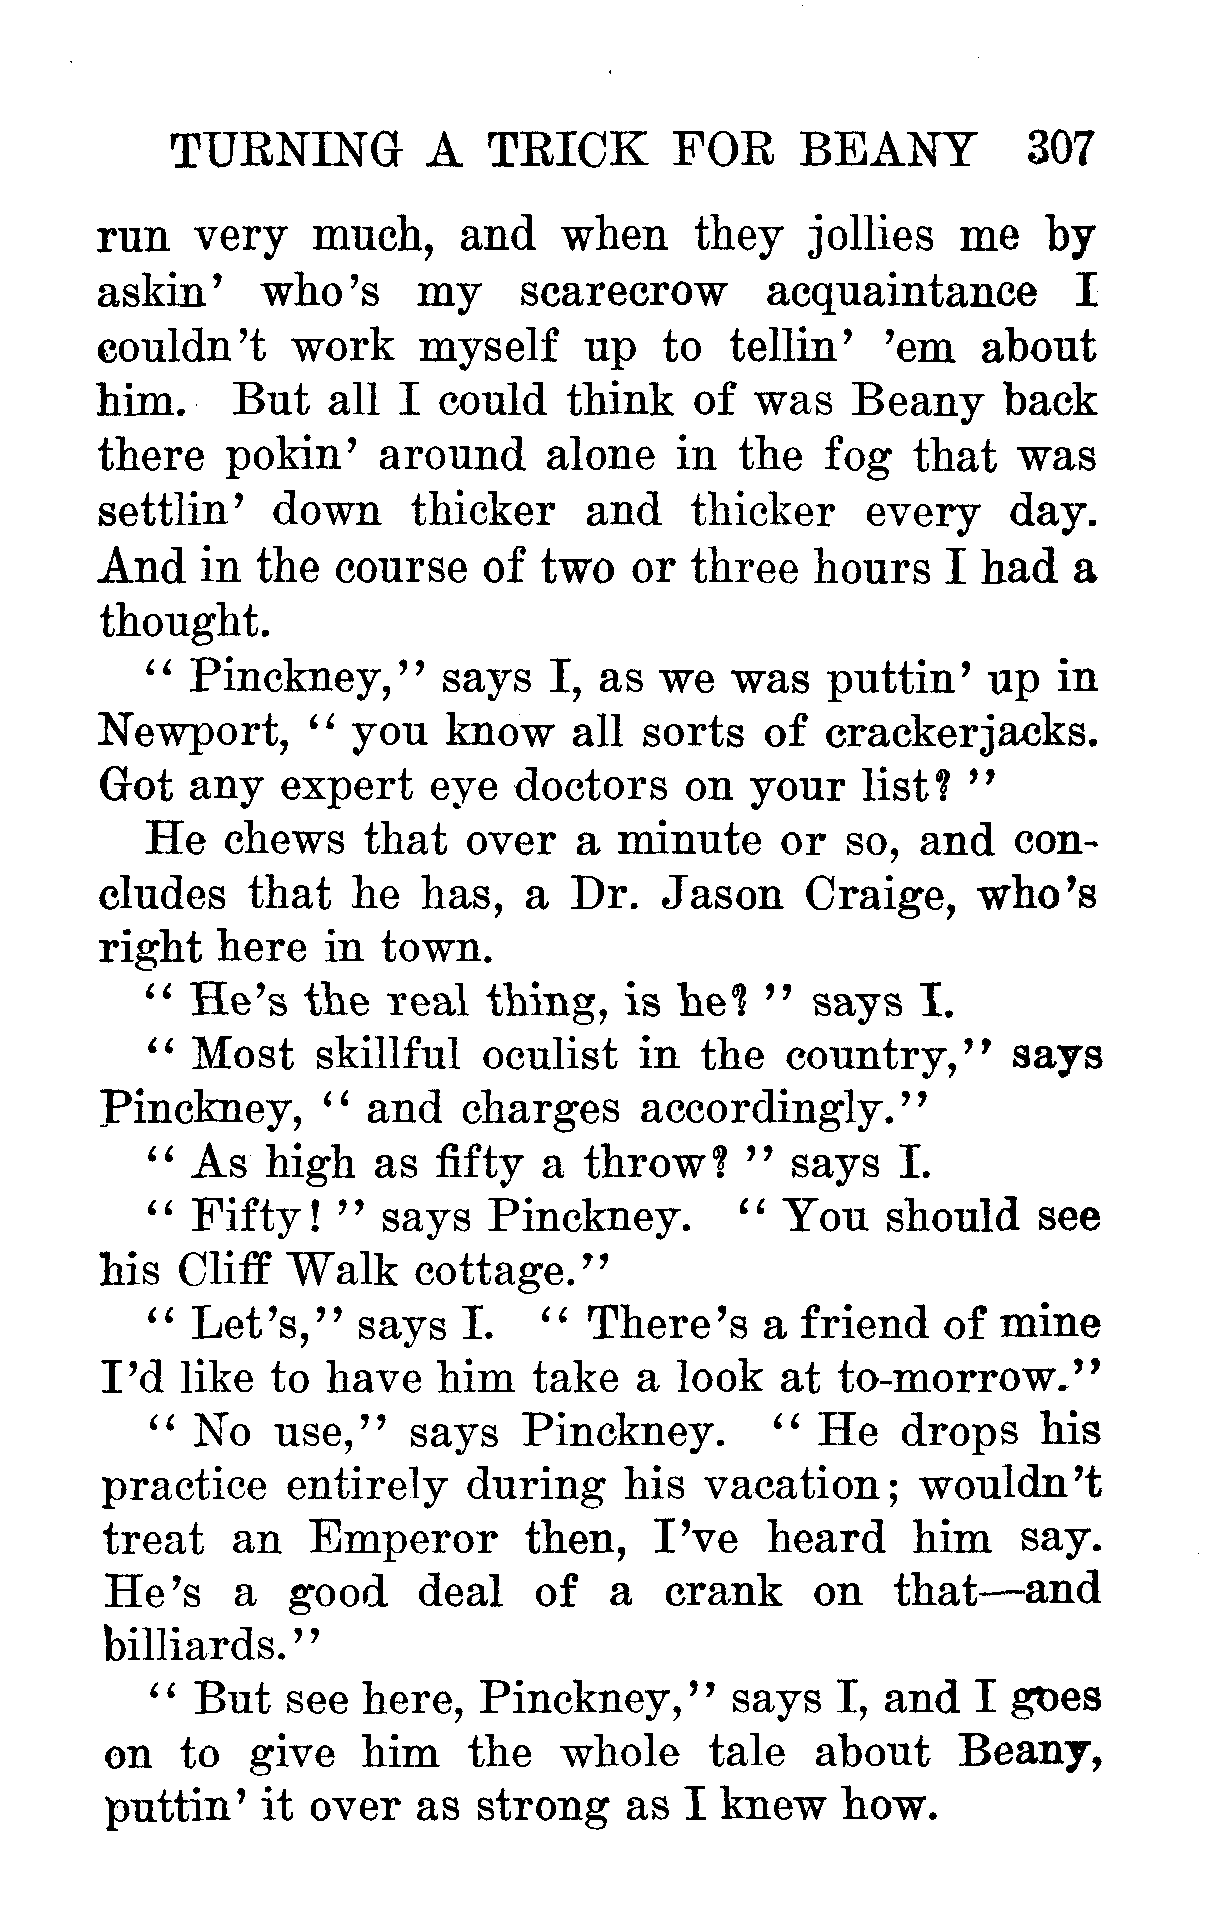 TURNING A TRICK FOR BEANY 307
run very much, and when they jollies me by
askin' who's my scarecrow acquaintance I
couldn't work myself up to tellin' 'em about
him. But all I could think of was Beany back
there pokin' around alone in the fog that was
settlin' down thicker and thicker every day.
And in the course of two or three hours I had a
thought.
"Pinckney," says I, as we was puttin' up in
Newport, "you know all sorts of crackerjacks.
Got any expert eye doctors on your list?"
He chews that over a minute or so, and con-
cludes that he has, a Dr. Jason Craige, who's
right here in town.
"He's the real thing, is he?" says I.
"Most skillful oculist in the country," says
Pinckney, "and charges accordingly."
"As high as fifty a throw?" says I.
"Fifty!" says Pinckney. "You should see
his Cliff Walk cottage."
"Let's," says I. "There's a friend of mine
I'd like to have him take a look at to-morrow."
"No use," says Pinckney. "He drops his
practice entirely during his vacation; wouldn't
treat an Emperor then, I've heard him say.
He's a good deal of a crank on that—and
billiards."
"But see here, Pinckney," says I, and I goes
on to give him the whole tale about Beany,
puttin' it over as strong as I knew how.